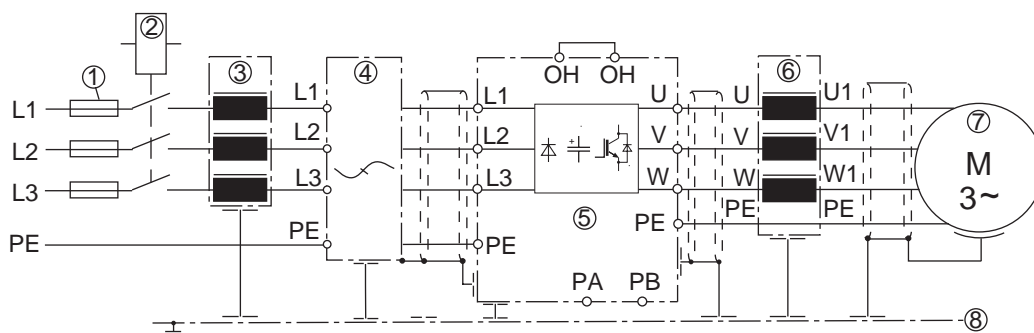 ②
OH OH
① ③ ④ ⑥
L1 L1 L1 U U U1
⑦
L2 L2 L2 V V V1
M
3~
L3 L3 L3 W W W1
⑤
PE PE PE PE PE PE
PA PB
⑧